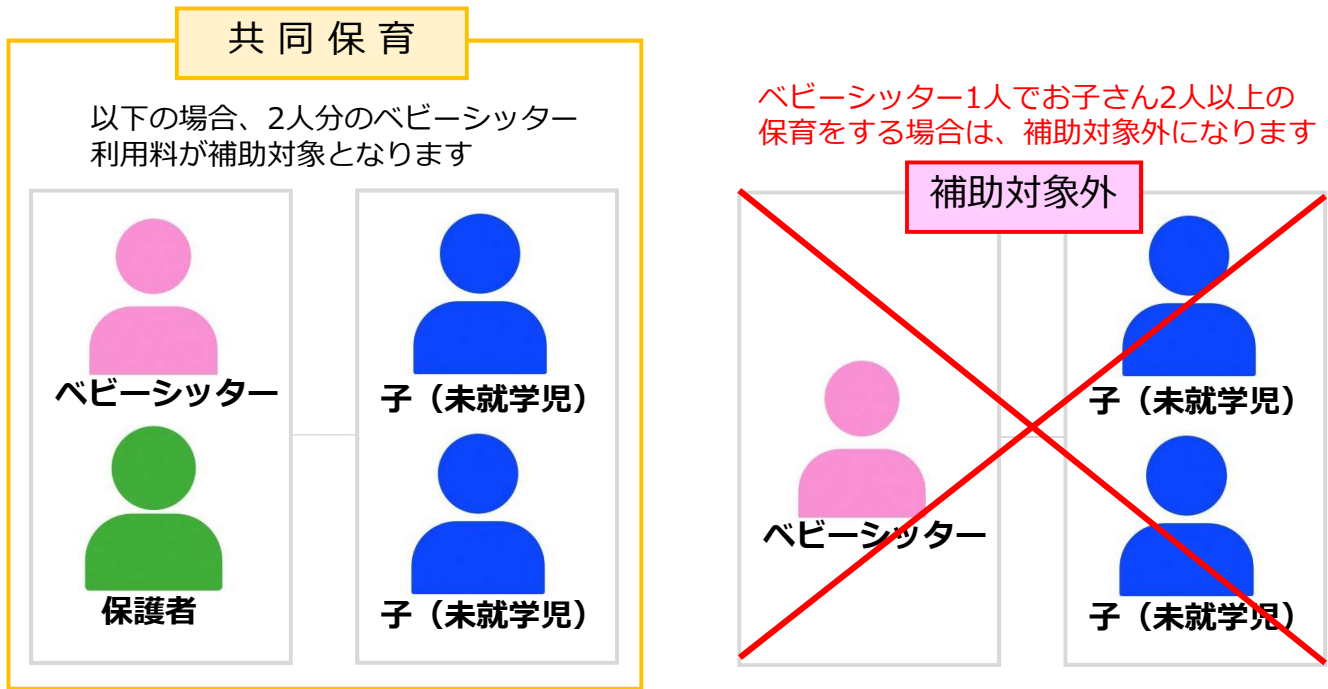 共同保育
以下の場合、2人分のベビーシッター
利用料が補助対象となります
ベビーシッター
子（未就学児）
保護者
子（未就学児）
ベビーシッター1人でお子さん2人以上の
保育をする場合は、補助対象外になります
補助対象外
子（未就学児）
ベビーシッター
子（未就学児）